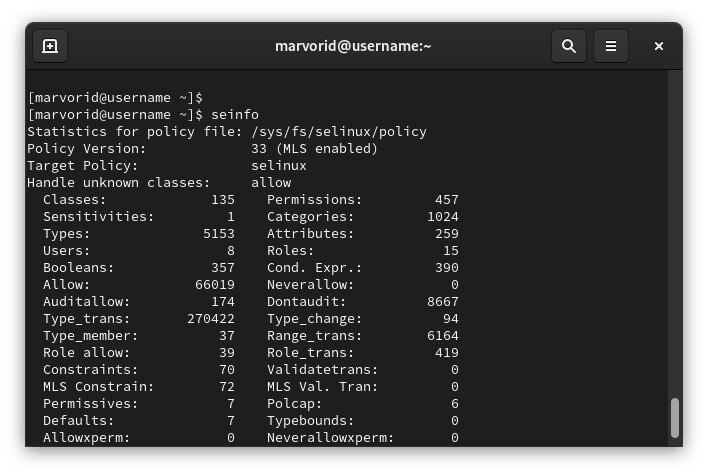 marvorid@username:~
[marvorid@username ~]$
[marvorid@username ~]$ seinfo
Statistics for policy file: /sys/fs/selinux/policy
Policy Version:             33 (MLS enabled)
Target Policy:              selinux
Handle unknown classes:     allow
  Classes:             135    Permissions:         457
  Sensitivities:         1    Categories:         1024
  Types:              5153    Attributes:          259
  Users:                 8    Roles:                15
  Booleans:            357    Cond. Expr.:         390
  Allow:             66019    Neverallow:            0
  Auditallow:          174    Dontaudit:          8667
  Type_trans:       270422    Type_change:          94
  Type_member:          37    Range_trans:        6164
  Role allow:           39    Role_trans:          419
  Constraints:          70    Validatetrans:         0
  MLS Constrain:        72    MLS Val. Tran:         0
  Permissives:           7    Polcap:                6
  Defaults:              7    Typebounds:            0
  Allowxperm:            0    Neverallowxperm:       0